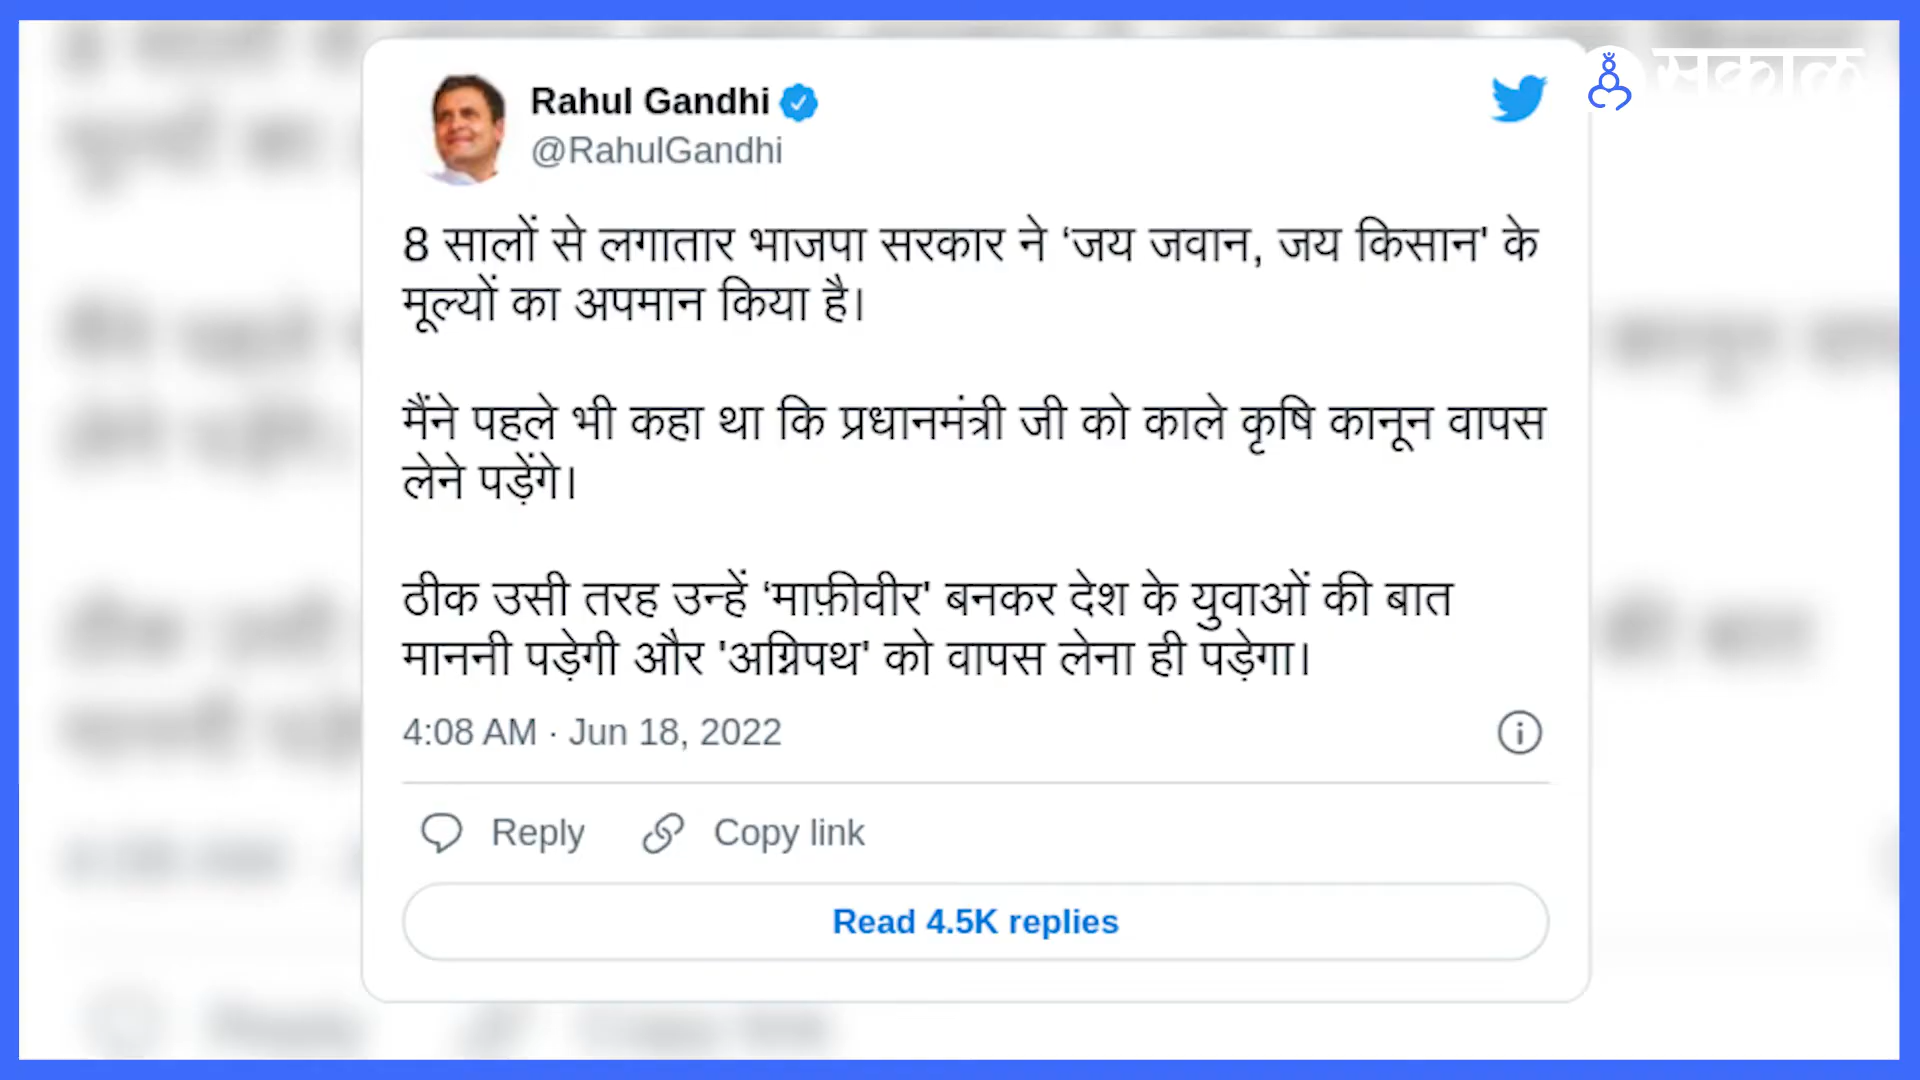 सकाळ
Rahul Gandhi
@RahulGandhi
8 सालों से लगातार भाजपा सरकार ने ‘जय जवान, जय किसान' के
मूल्यों का अपमान किया है।
मैंने पहले भी कहा था कि प्रधानमंत्री जी को काले कृषि कानून वापस
लेने पड़ेंगे।
ठीक उसी तरह उन्हें ‘माफ़ीवीर' बनकर देश के युवाओं की बात
माननी पड़ेगी और 'अग्निपथ' को वापस लेना ही पड़ेगा।
4:08 AM · Jun 18, 2022
Reply
Copy link
Read 4.5K replies